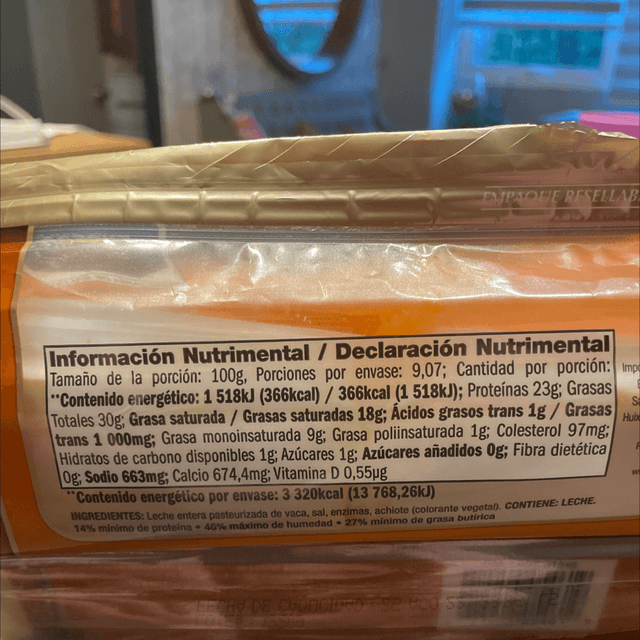 EMPAQUE RESELLAB
Información Nutrimental / Declaración Nutrimental
Tamaño de la porción: 100g, Porciones por envase: 9,07; Cantidad por porción:
**Contenido energético: 1 518kJ (366kcal) / 366kcal (1 518kJ); Proteínas 23g; Grasas
Totales 30g; Grasa saturada / Grasas saturadas 18g; Ácidos grasos trans 1g / Grasas
trans 1 000mg; Grasa monoinsaturada 9g; Grasa poliinsaturada 1g; Colesterol 97mg;
Hidratos de carbono disponibles 1g; Azúcares 1g; Azúcares añadidos 0g; Fibra dietética
0g; Sodio 663mg; Calcio 674,4mg; Vitamina D 0,55µg
**Contenido energético por envase: 3 320kcal (13 768,26kJ)
INGREDIENTES: Leche entera pasteurizada de vaca, sal, enzimas, achiote (colorante vegetal). CONTIENE: LECHE.
14% mínimo de proteína • 46% máximo de humedad • 27% mínimo de grasa butírica
FECHA DE CADUCIDAD